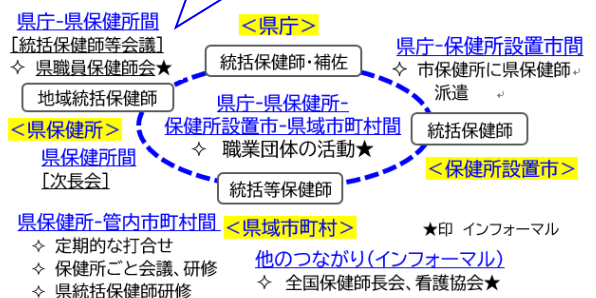 県庁-県保健所間
[統括保健師等会議]
✧ 県職員保健師会★
<県庁>
統括保健師・補佐
県庁-保健所設置市間
✧ 市保健所に県保健師
派遣
地域統括保健師
<県保健所>
県保健所間
[次長会]
県庁-県保健所-
保健所設置市-県域市町村間
✧ 職業団体の活動★
統括保健師
<保健所設置市>
統括等保健師
<県域市町村>
県保健所-管内市町村間
✧ 定期的な打合せ
✧ 保健所ごと会議、研修
✧ 県統括保健師研修
★印 インフォーマル
他のつながり(インフォーマル)
✧ 全国保健師長会、看護協会★